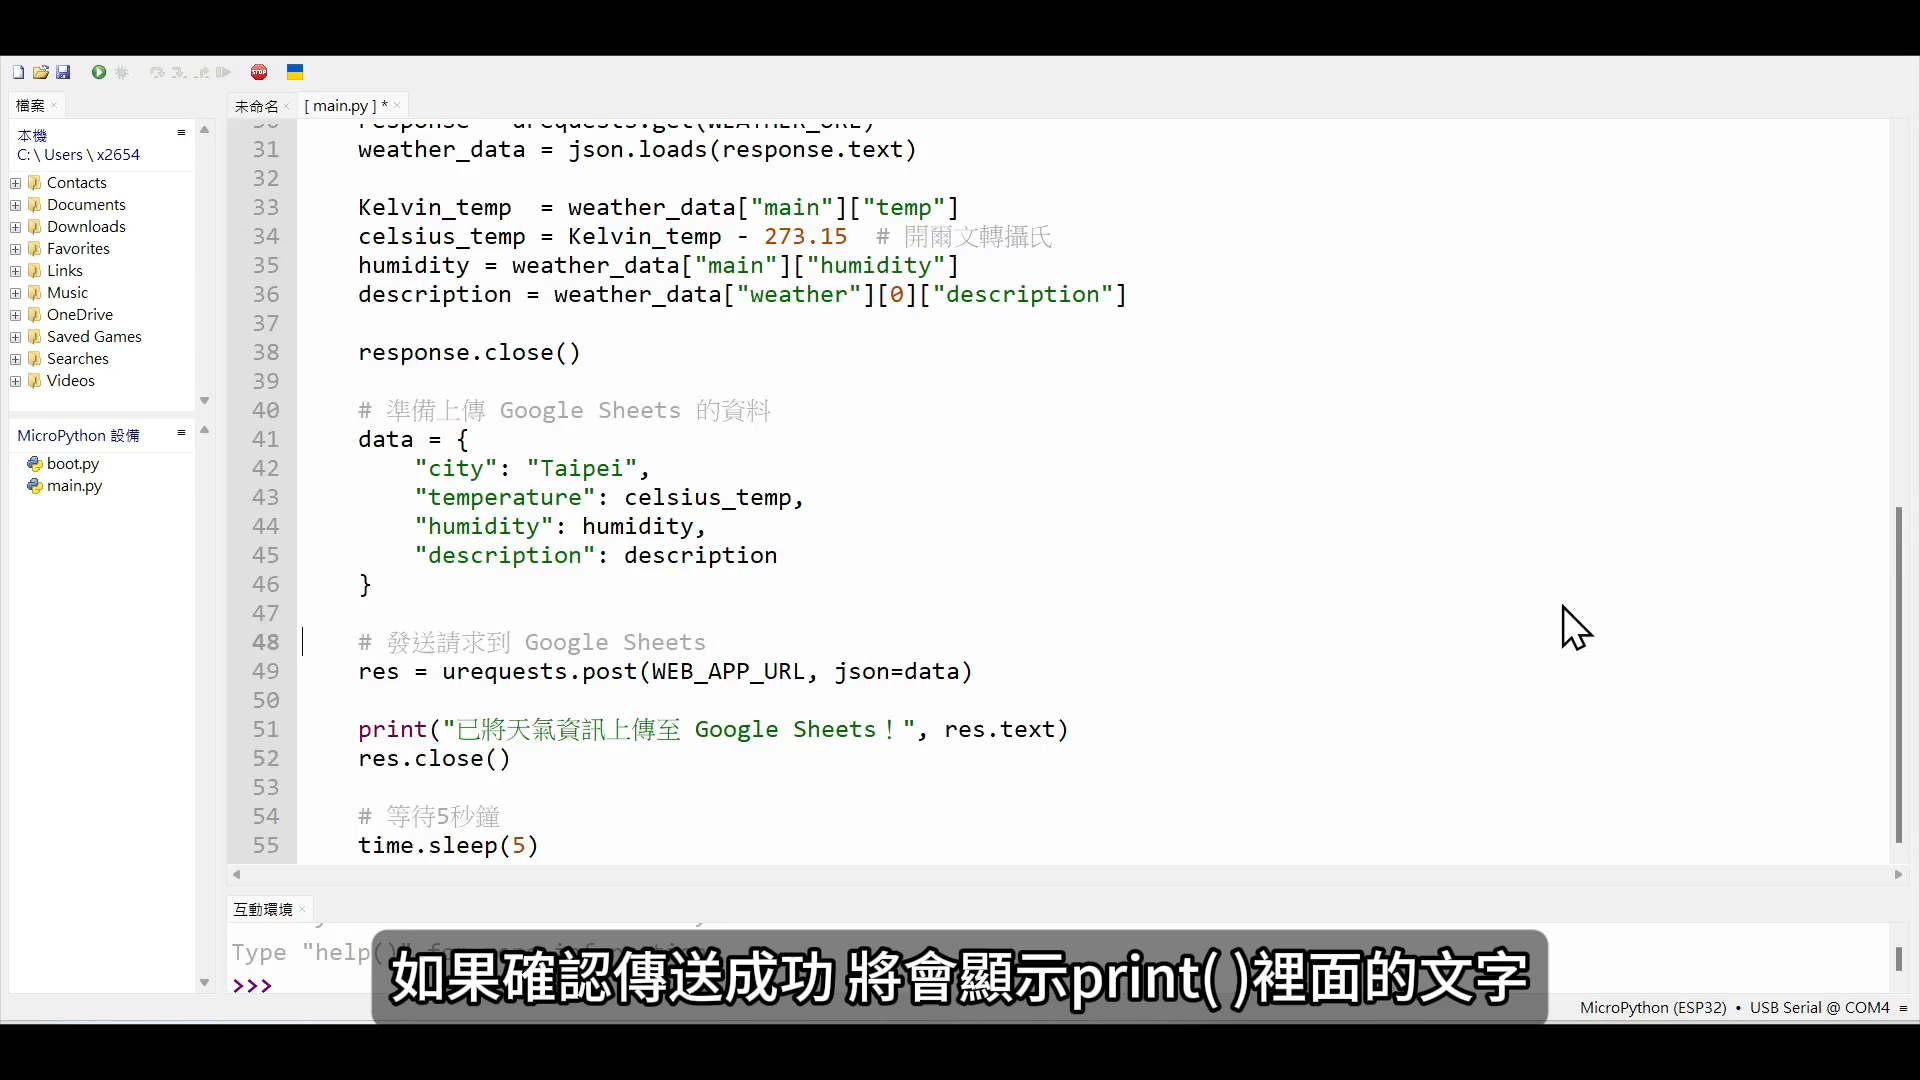 STOP
檔案
未命名
[ main.py ] *
本機
C: \ Users \ x2654
Contacts
Documents
Downloads
Favorites
Links
Music
OneDrive
Saved Games
Searches
Videos
MicroPython 設備
boot.py
main.py
30 response = urequests.get(WEATHER_URL)
31 weather_data = json.loads(response.text)
32
33 Kelvin_temp  = weather_data["main"]["temp"]
34 celsius_temp = Kelvin_temp - 273.15  # 開爾文轉攝氏
35 humidity = weather_data["main"]["humidity"]
36 description = weather_data["weather"][0]["description"]
37
38 response.close()
39
40 # 準備上傳 Google Sheets 的資料
41 data = {
42 "city": "Taipei",
43 "temperature": celsius_temp,
44 "humidity": humidity,
45 "description": description
46 }
47
48 # 發送請求到 Google Sheets
49 res = urequests.post(WEB_APP_URL, json=data)
50
51 print("已將天氣資訊上傳至 Google Sheets！", res.text)
52 res.close()
53
54 # 等待5秒鐘
55 time.sleep(5)
互動環境
Type "help()"
>>>
如果確認傳送成功 將會顯示print( )裡面的文字
MicroPython (ESP32) • USB Serial @ COM4 ≡